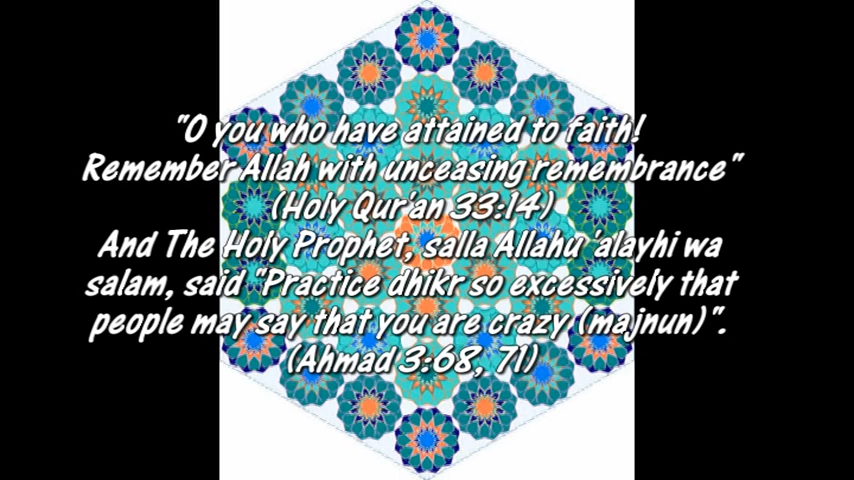 "O you who have attained to faith!
Remember Allah with unceasing remembrance"
(Holy Qur'an 33:14)
And The Holy Prophet, salla Allahu 'alayhi wa
salam, said "Practice dhikr so excessively that
people may say that you are crazy (majnun)".
(Ahmad 3:68, 71)